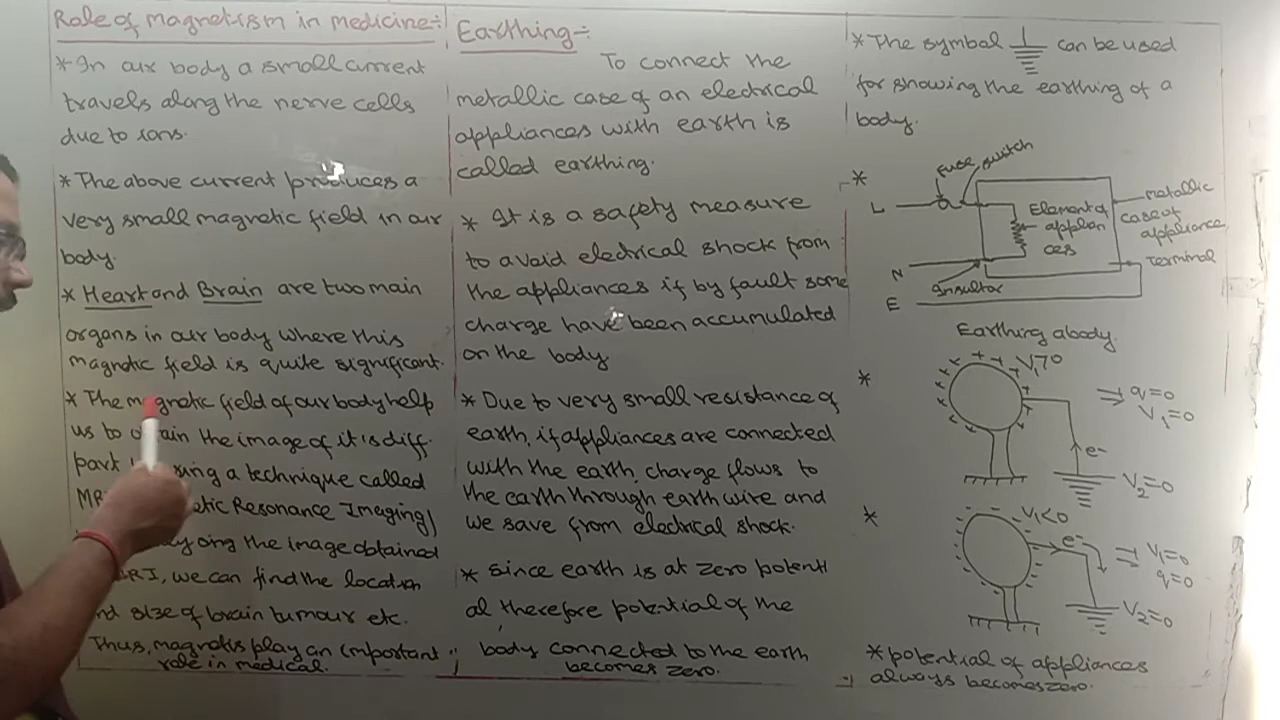 Role of magnetism in medicine:-
* In our body a small current
travels along the nerve cells
due to ions.
* The above current produces a
very small magnetic field in our
body.
* Heart and Brain are two main
organs in our body where this
magnetic field is quite significant.
* The magnetic field of our body help
us to the image of it's diff.
part a technique called
Resonance Imaging)
the image obtained
MRI, we can find the location
and size of brain tumour etc.
Thus, magnetis play an important
role in medical.
Earthing:-
To connect the
metallic case of an electrical
appliances with earth is
called earthing.
* It is a safety measure
to avoid electrical shock from
the appliances if by fault some
charge have been accumulated
on the body
* Due to very small resistance of
earth, if appliances are connected
with the earth, charge flows to
the earth through earth wire and
we save from electrical shock.
* Since earth is at zero potenti
al, therefore potential of the
body connected to the earth
becomes zero.
* The symbol can be used
for showing the earthing of a
body.
*
Fuse switch
L
Element of
applian
ces
metallic
case of
appliance
Terminal
N
Insultor
E
Earthing a body.
*
+ + + + V₁>0
⇒ q=0
V₁=0
e-
V₂=0
*
V₁<0
e-
⇒ V₁=0
q=0
V₂=0
* potential of appliances
always becomes zero.